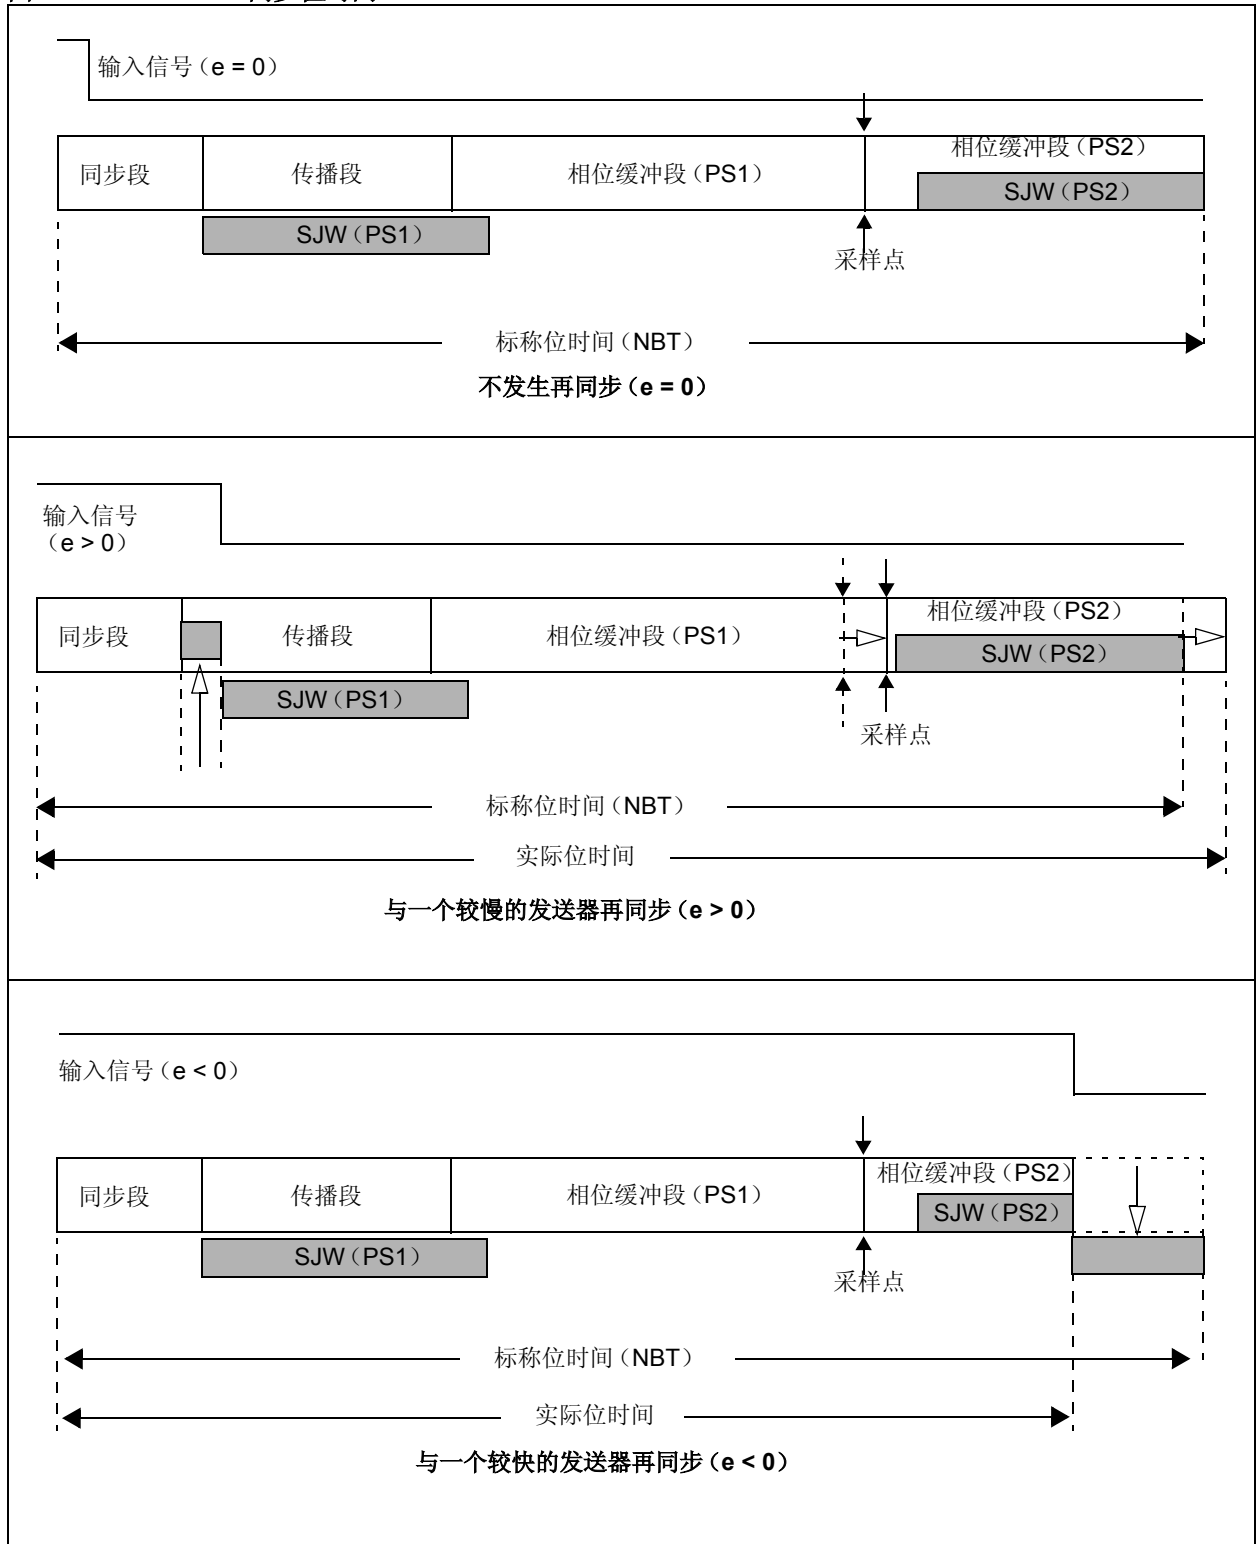 输入信号（e = 0）
同步段
传播段
相位缓冲段（PS1）
相位缓冲段（PS2）
SJW（PS2）
SJW（PS1）
采样点
标称位时间（NBT）
不发生再同步（e = 0）
输入信号
（e > 0）
同步段
传播段
相位缓冲段（PS1）
相位缓冲段（PS2）
SJW（PS2）
SJW（PS1）
采样点
标称位时间（NBT）
实际位时间
与一个较慢的发送器再同步（e > 0）
输入信号（e < 0）
同步段
传播段
相位缓冲段（PS1）
相位缓冲段（PS2）
SJW（PS2）
SJW（PS1）
采样点
标称位时间（NBT）
实际位时间
与一个较快的发送器再同步（e < 0）